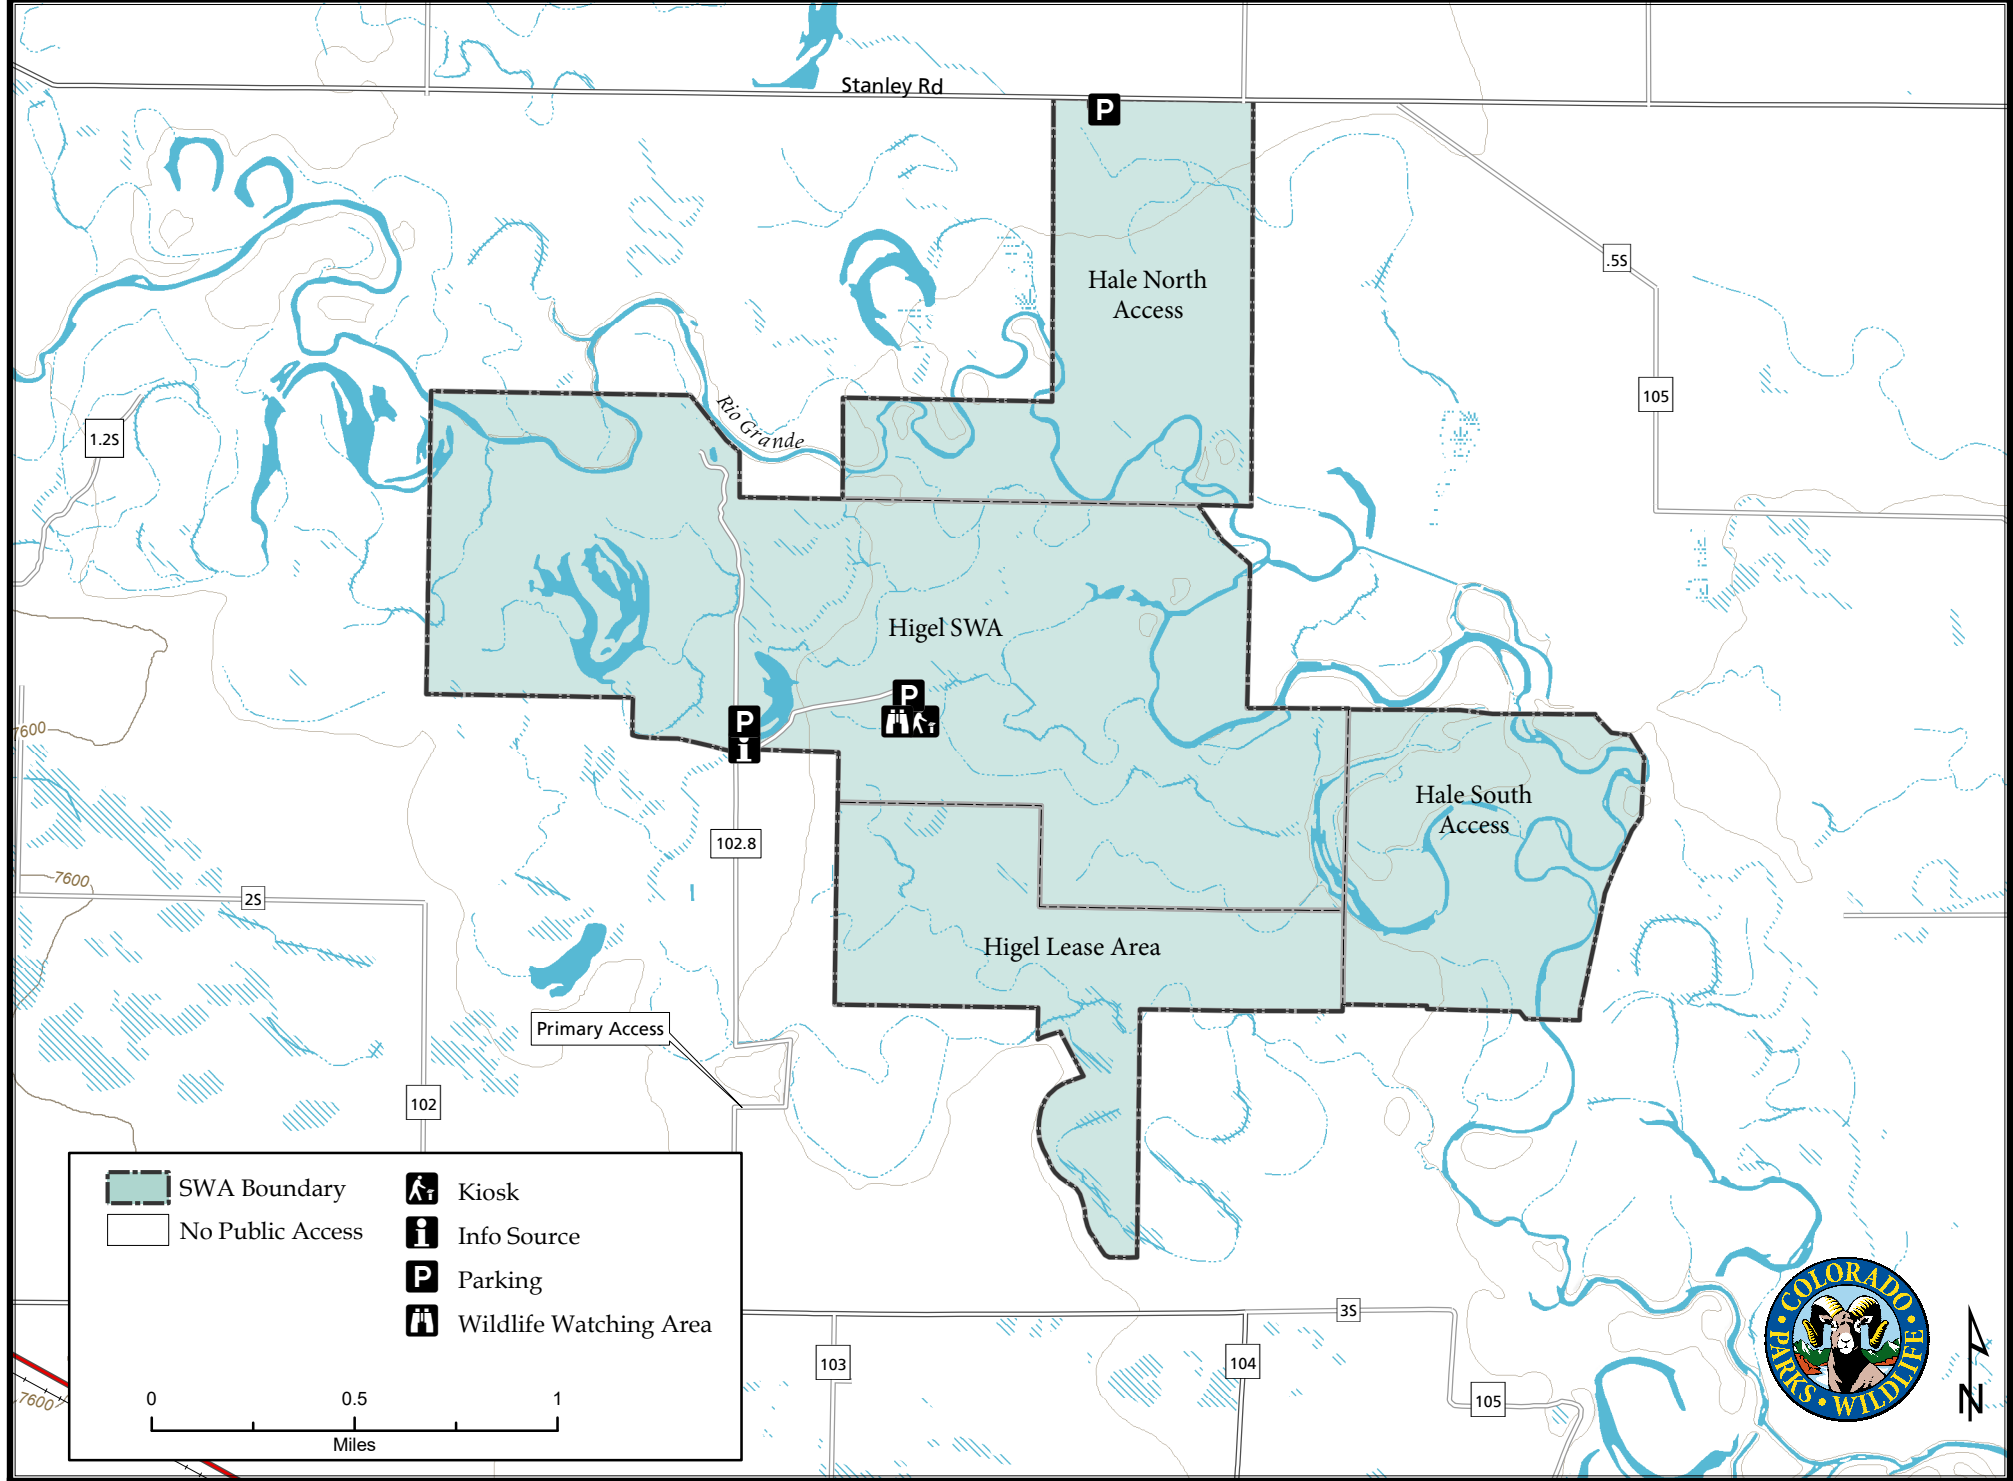 Stanley Rd
P
.5S
Hale North
Access
105
1.2S
Rio Grande
Higel SWA
P
P
i
7600
Hale South
Access
102.8
7600
2S
Higel Lease Area
Primary Access
102
SWA Boundary
No Public Access
Kiosk
i
Info Source
P
Parking
Wildlife Watching Area
3S
103
104
105
7600
0
0.5
1
Miles
COLORADO
PARKS • WILDLIFE
N